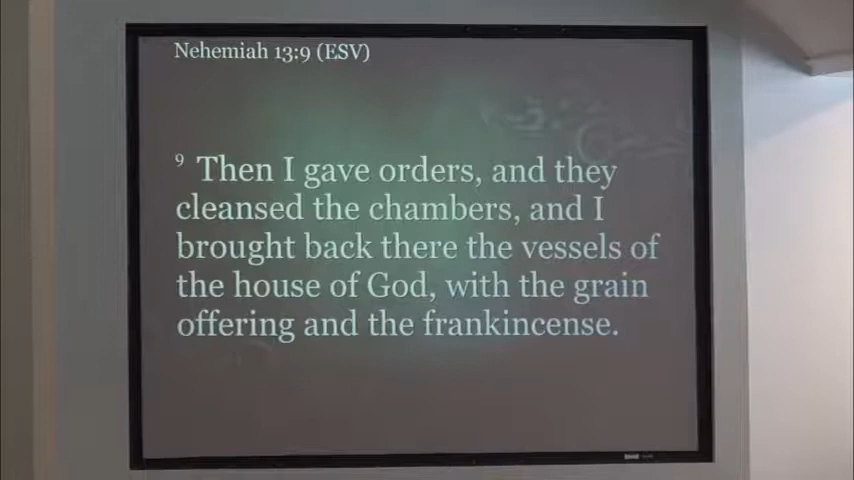 Nehemiah 13:9 (ESV)
9 Then I gave orders, and they
cleansed the chambers, and I
brought back there the vessels of
the house of God, with the grain
offering and the frankincense.